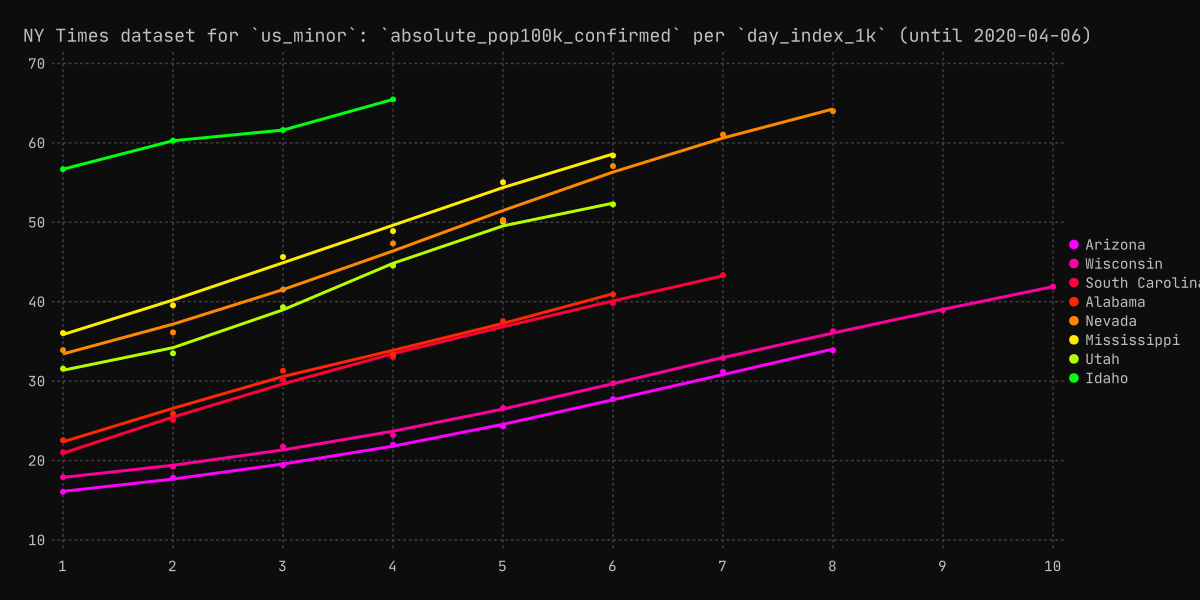 NY Times dataset for `us_minor`: `absolute_pop100k_confirmed` per `day_index_1k` (until 2020-04-06)
70
60
50
40
30
20
10
1 2 3 4 5 6 7 8 9 10
Arizona
Wisconsin
South Carolina
Alabama
Nevada
Mississippi
Utah
Idaho